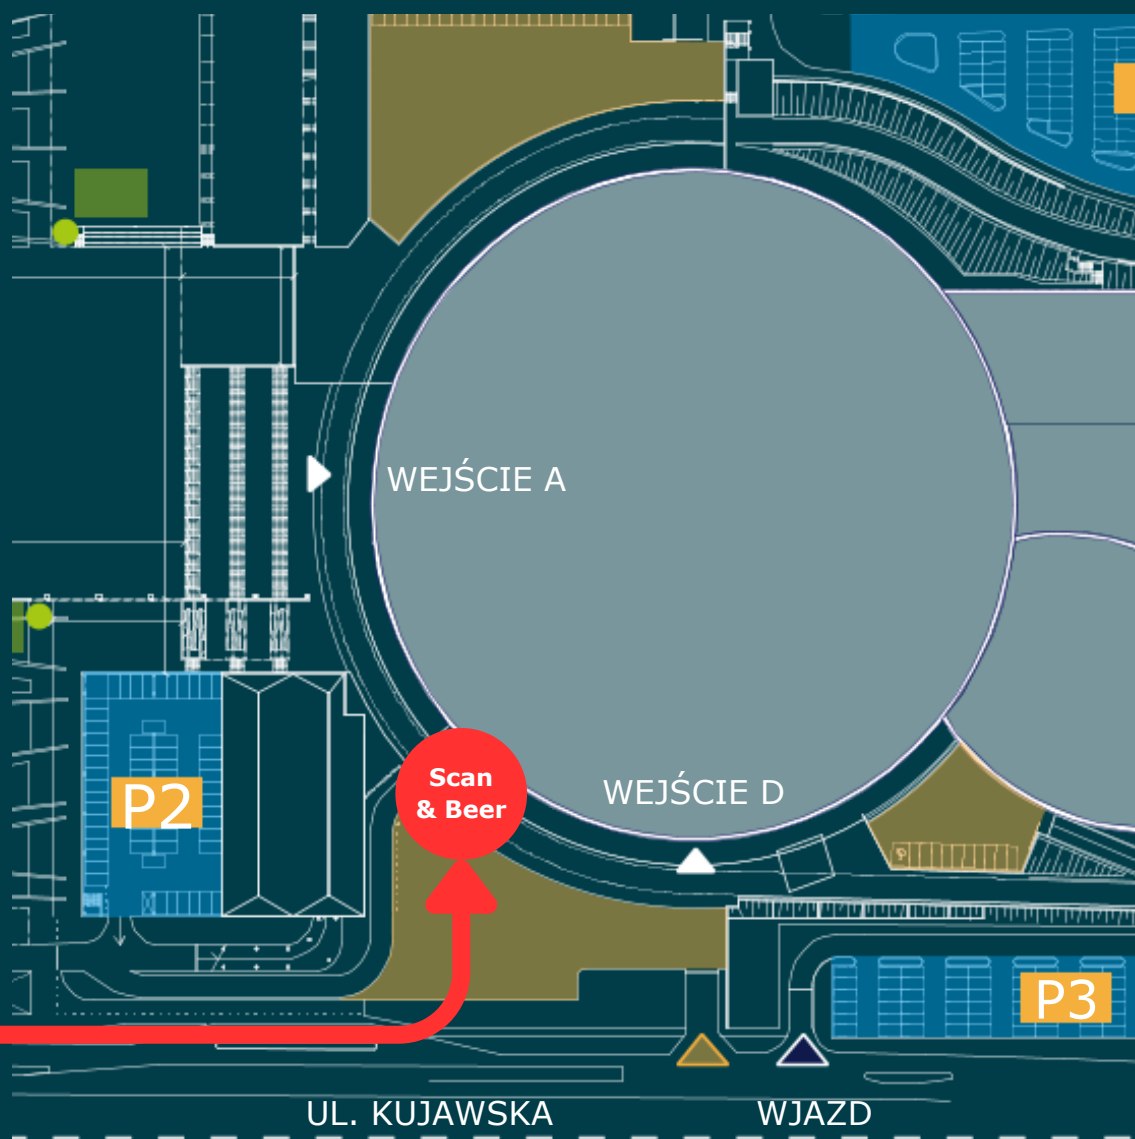 WEJŚCIE A
Scan
& Beer
WEJŚCIE D
P2
P3
UL. KUJAWSKA
WJAZD